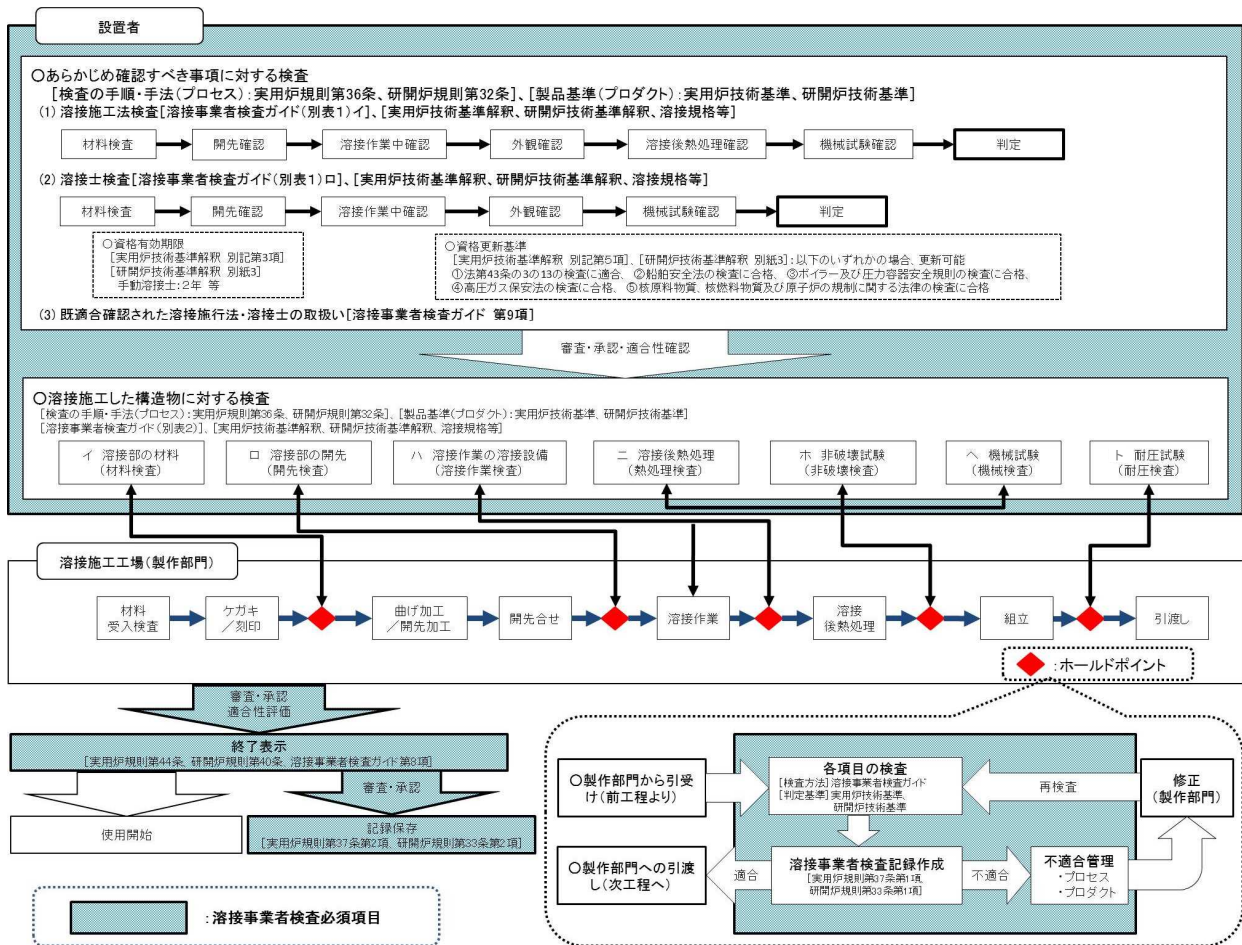 設置者
〇あらかじめ確認すべき事項に対する検査
[検査の手順・手法(プロセス):実用炉規則第36条、研開炉規則第32条]、[製品基準(プロダクト):実用炉技術基準、研開炉技術基準]
(1) 溶接施工法検査[溶接事業者検査ガイド(別表1)イ]、[実用炉技術基準解釈、研開炉技術基準解釈、溶接規格等]
材料検査
開先確認
溶接作業中確認
外観確認
溶接後熱処理確認
機械試験確認
判定
(2) 溶接士検査[溶接事業者検査ガイド(別表1)ロ]、[実用炉技術基準解釈、研開炉技術基準解釈、溶接規格等]
材料検査
開先確認
溶接作業中確認
外観確認
機械試験確認
判定
〇資格有効期限
[実用炉技術基準解釈 別記第3項]
[研開炉技術基準解釈 別紙3]
手動溶接士:2年 等
〇資格更新基準
[実用炉技術基準解釈 別記第5項]、[研開炉技術基準解釈 別紙3]:以下のいずれかの場合、更新可能
①法第43条の3の13の検査に適合、 ②船舶安全法の検査に合格、 ③ボイラー及び圧力容器安全規則の検査に合格、
④高圧ガス保安法の検査に合格、 ⑤核原料物質、核燃料物質及び原子炉の規制に関する法律の検査に合格
(3) 既適合確認された溶接施行法・溶接士の取扱い[溶接事業者検査ガイド 第9項]
審査・承認・適合性確認
〇溶接施工した構造物に対する検査
[検査の手順・手法(プロセス):実用炉規則第36条、研開炉規則第32条]、[製品基準(プロダクト):実用炉技術基準、研開炉技術基準]
[溶接事業者検査ガイド(別表2)]、[実用炉技術基準解釈、研開炉技術基準解釈、溶接規格等]
イ 溶接部の材料
(材料検査)
ロ 溶接部の開先
(開先検査)
ハ 溶接作業の溶接設備
(溶接作業検査)
ニ 溶接後熱処理
(熱処理検査)
ホ 非破壊試験
(非破壊検査)
ヘ 機械試験
(機械検査)
ト 耐圧試験
(耐圧検査)
溶接施工工場(製作部門)
材料
受入検査
ケガキ
/刻印
曲げ加工
/開先加工
開先合せ
溶接作業
溶接
後熱処理
組立
引渡し
:ホールドポイント
審査・承認
適合性評価
終了表示
[実用炉規則第44条、研開炉規則第40条、溶接事業者検査ガイド第8項]
審査・承認
使用開始
記録保存
[実用炉規則第37条第2項、研開炉規則第33条第2項]
:溶接事業者検査必須項目
〇製作部門から引受
け(前工程より)
各項目の検査
[検査方法]溶接事業者検査ガイド
[判定基準]実用炉技術基準、
研開炉技術基準
再検査
修正
(製作部門)
〇製作部門への引渡
し(次工程へ)
適合
溶接事業者検査記録作成
[実用炉規則第37条第1項、
研開炉規則第33条第1項]
不適合
不適合管理
・プロセス
・プロダクト